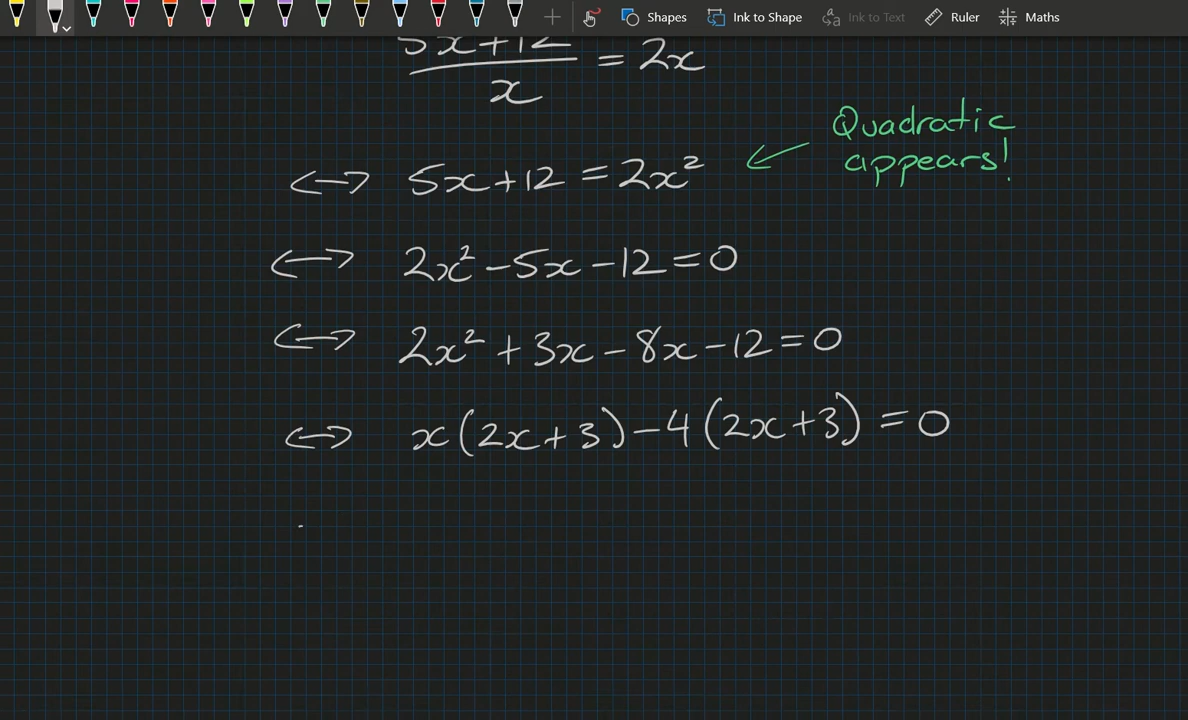 Shapes Ink to Shape Ink to Text Ruler Maths
5x+12
x = 2x
Quadratic
appears!
↔ 5x+12=2x²
↔ 2x²-5x-12=0
↔ 2x²+3x-8x-12=0
↔ x(2x+3)-4(2x+3)=0